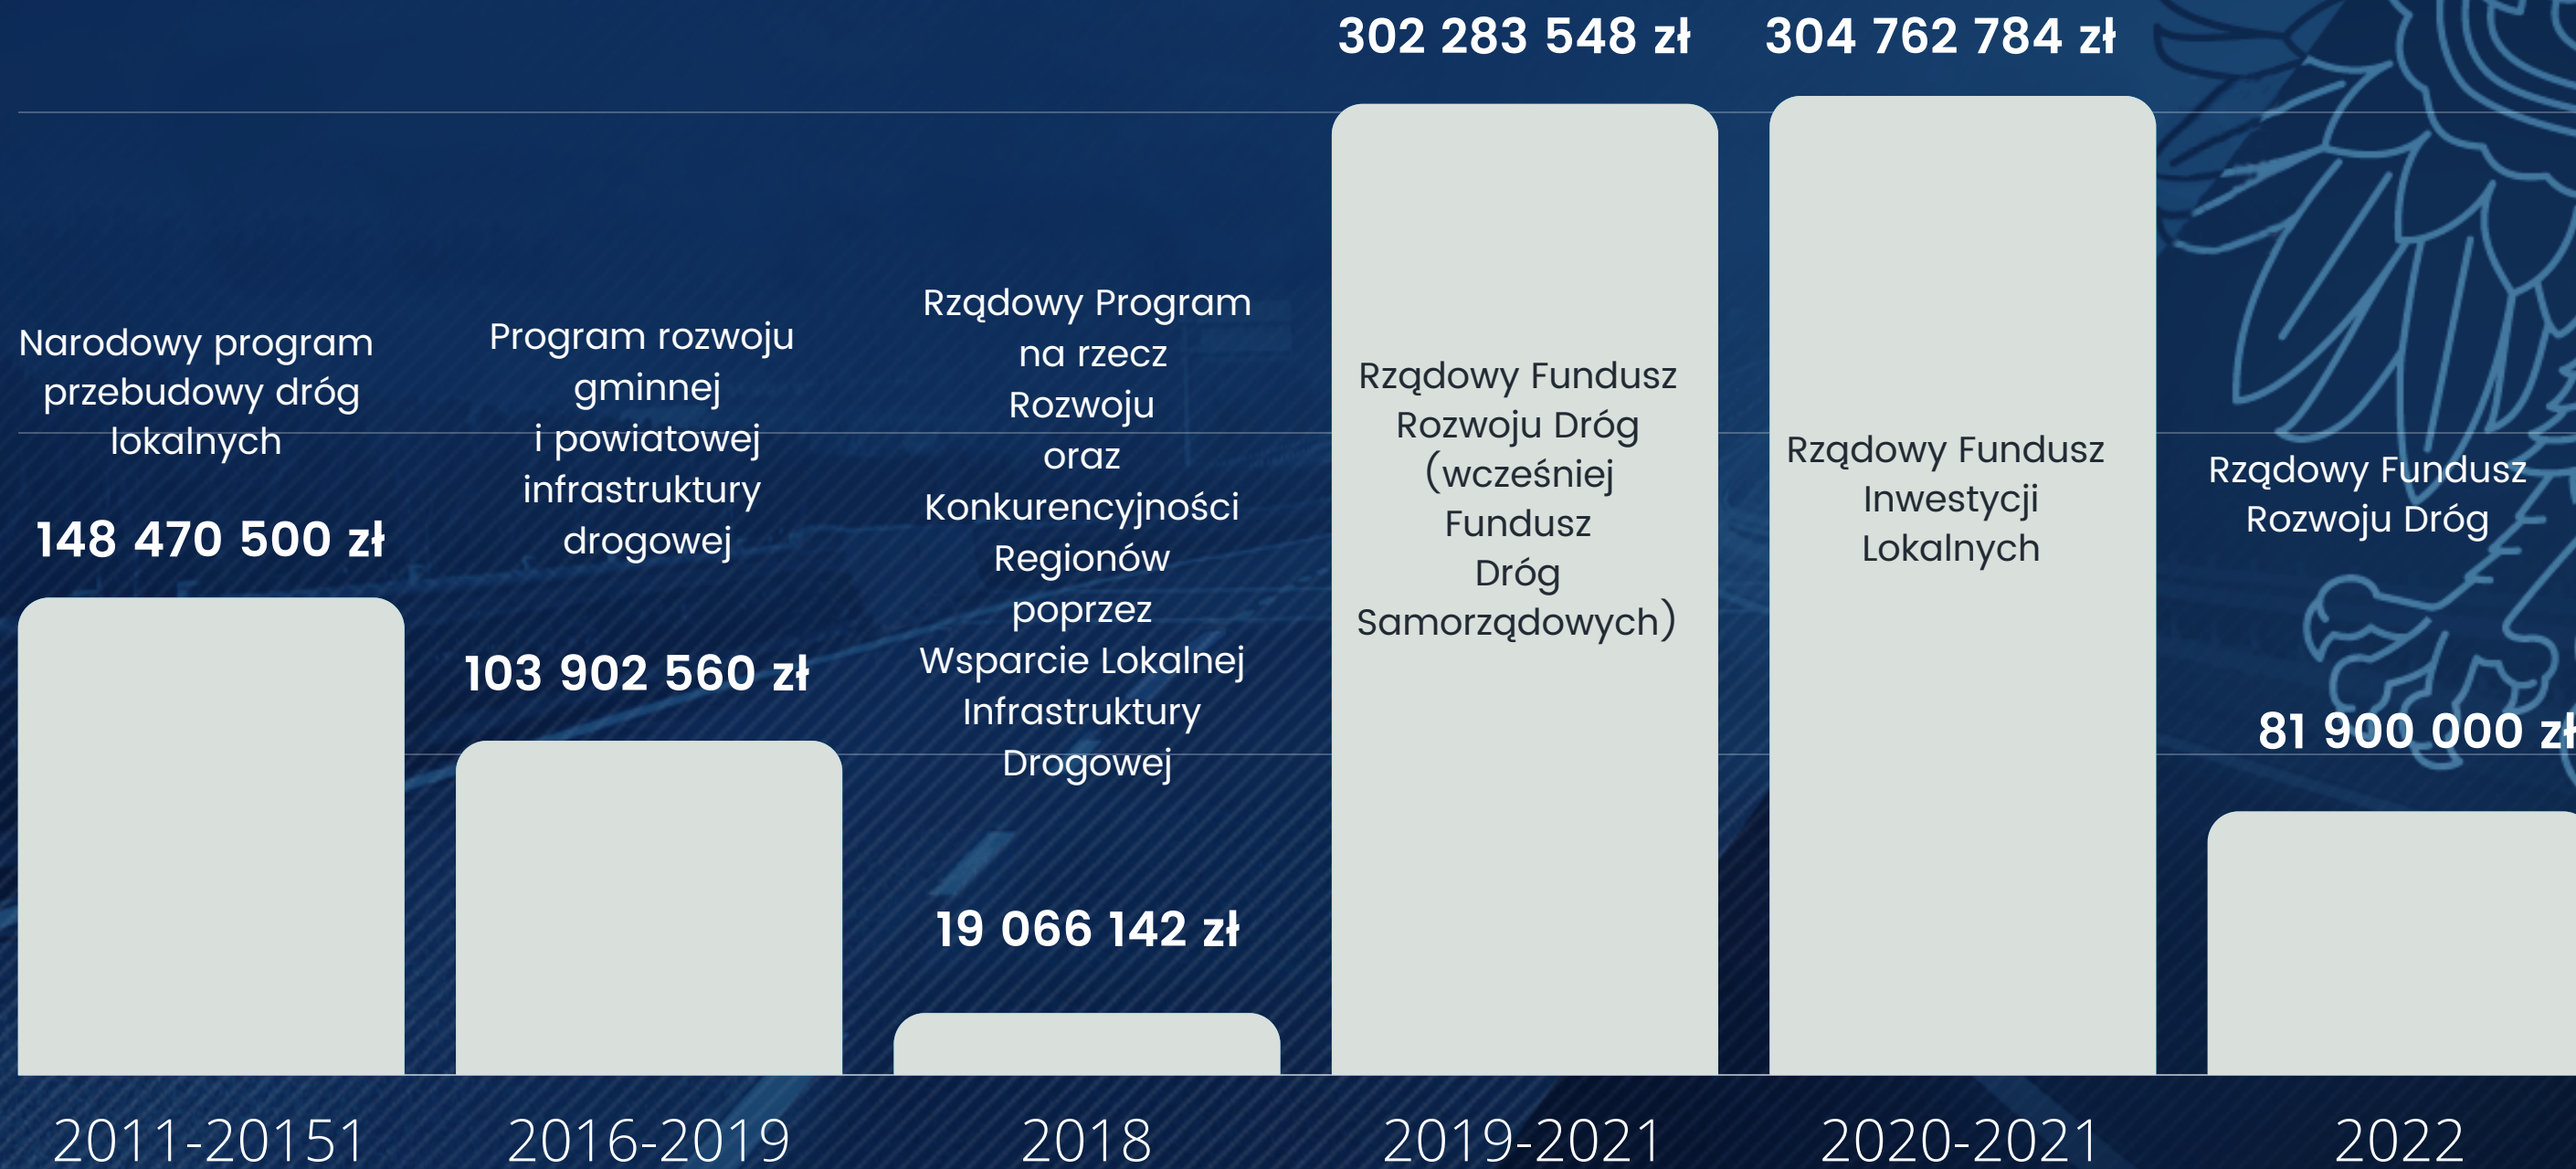 302 283 548 zł
304 762 784 zł
Narodowy program
przebudowy dróg
lokalnych
148 470 500 zł
Program rozwoju
gminnej
i powiatowej
infrastruktury
drogowej
103 902 560 zł
Rządowy Program
na rzecz
Rozwoju
oraz
Konkurencyjności
Regionów
poprzez
Wsparcie Lokalnej
Infrastruktury
Drogowej
19 066 142 zł
Rządowy Fundusz
Rozwoju Dróg
(wcześniej
Fundusz
Dróg
Samorządowych)
Rządowy Fundusz
Inwestycji
Lokalnych
Rządowy Fundusz
Rozwoju Dróg
81 900 000 zł
2011-20151
2016-2019
2018
2019-2021
2020-2021
2022